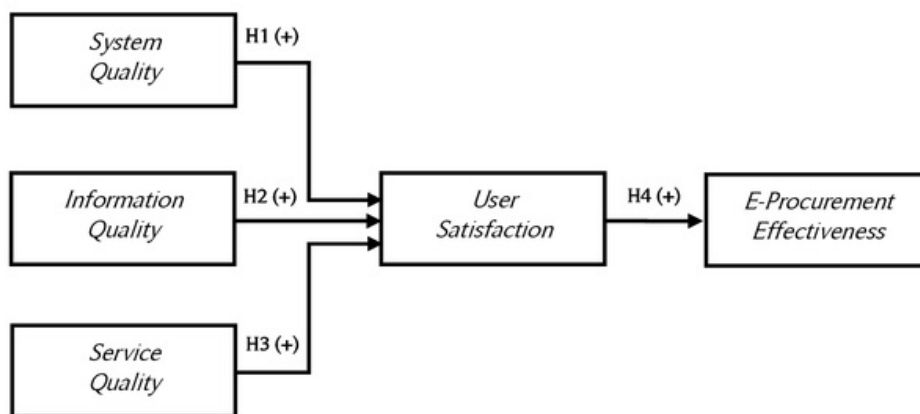 H1 (+)
System
Quality
H2 (+)
Information
Quality
User
Satisfaction
H4 (+)
E-Procurement
Effectiveness
H3 (+)
Service
Quality